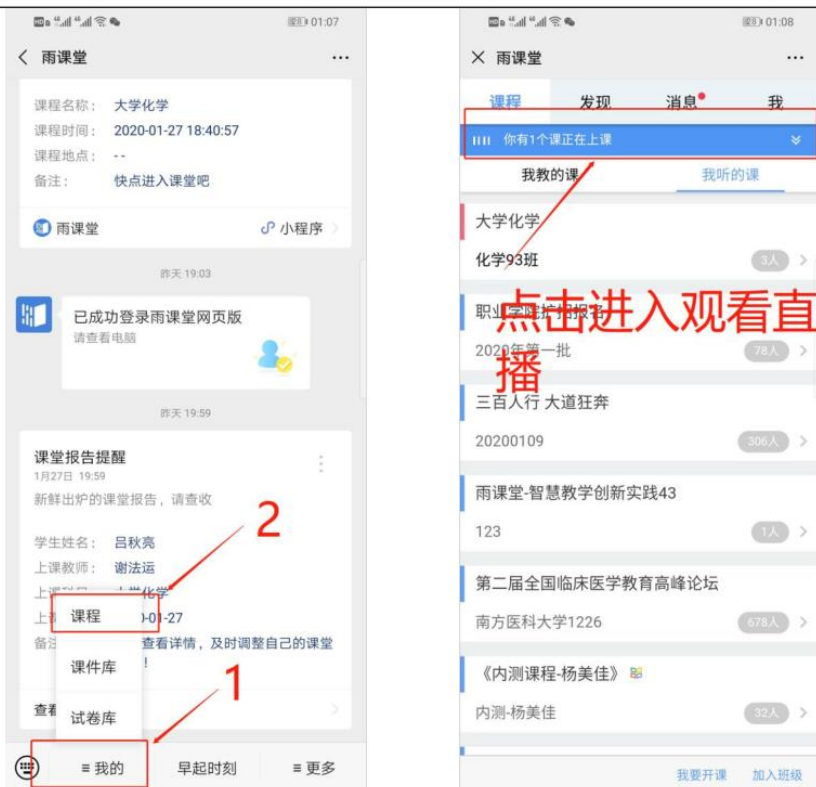 01:07
雨课堂
课程名称： 大学化学
课程时间： 2020-01-27 18:40:57
课程地点： --
备注： 快点进入课堂吧
雨课堂 小程序
昨天 19:03
已成功登录雨课堂网页版
请查看电脑
昨天 19:59
课堂报告提醒
1月27日 19:59
新鲜出炉的课堂报告，请查收
学生姓名： 吕秋亮
上课教师： 谢法运
2
课程
-01-27
查看详情，及时调整自己的课堂
！
课件库
试卷库
1
≡ 我的 早起时刻 ≡ 更多
01:08
雨课堂
课程 发现 消息 我
你有1个课正在上课
我教的课 我听的课
大学化学
化学93班 3人
点击进入观看直
播
2020年第一批 78人
三百人行 大道狂奔
20200109 306人
雨课堂-智慧教学创新实践43
123 1人
第二届全国临床医学教育高峰论坛
南方医科大学1226 678人
《内测课程-杨美佳》
内测-杨美佳 32人
我要开课 加入班级